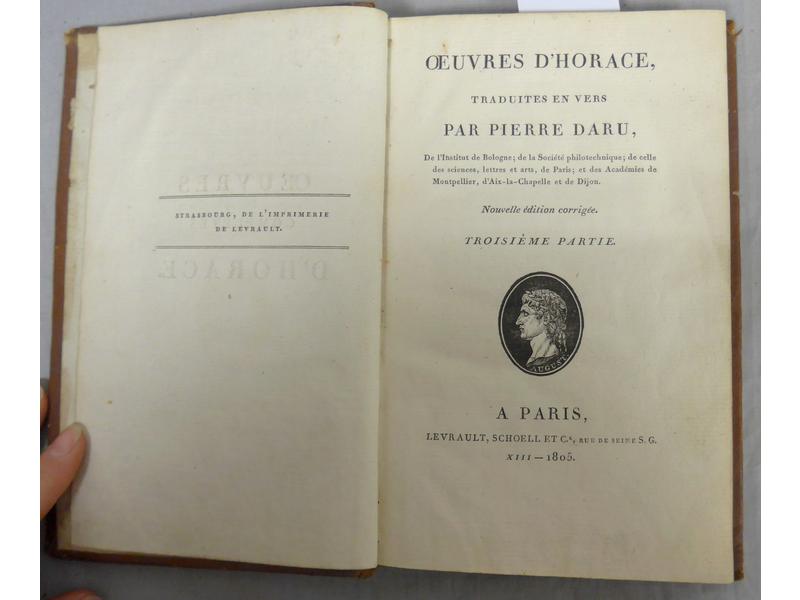 STRASBOURG, DE L'IMPRIMERIE
DE LEVRAULT.
ŒUVRES
D'HORACE
ŒUVRES D'HORACE,
TRADUITES EN VERS
PAR PIERRE DARU,
De l'Institut de Bologne; de la Société philotechnique; de celle
des sciences, lettres et arts, de Paris; et des Académies de
Montpellier, d'Aix-la-Chapelle et de Dijon.
Nouvelle édition corrigée.
TROISIÈME PARTIE.
AUGUST.
A PARIS,
LEVRAULT, SCHOELL ET C.e, RUE DE SEINE S. G.
XIII — 1805.